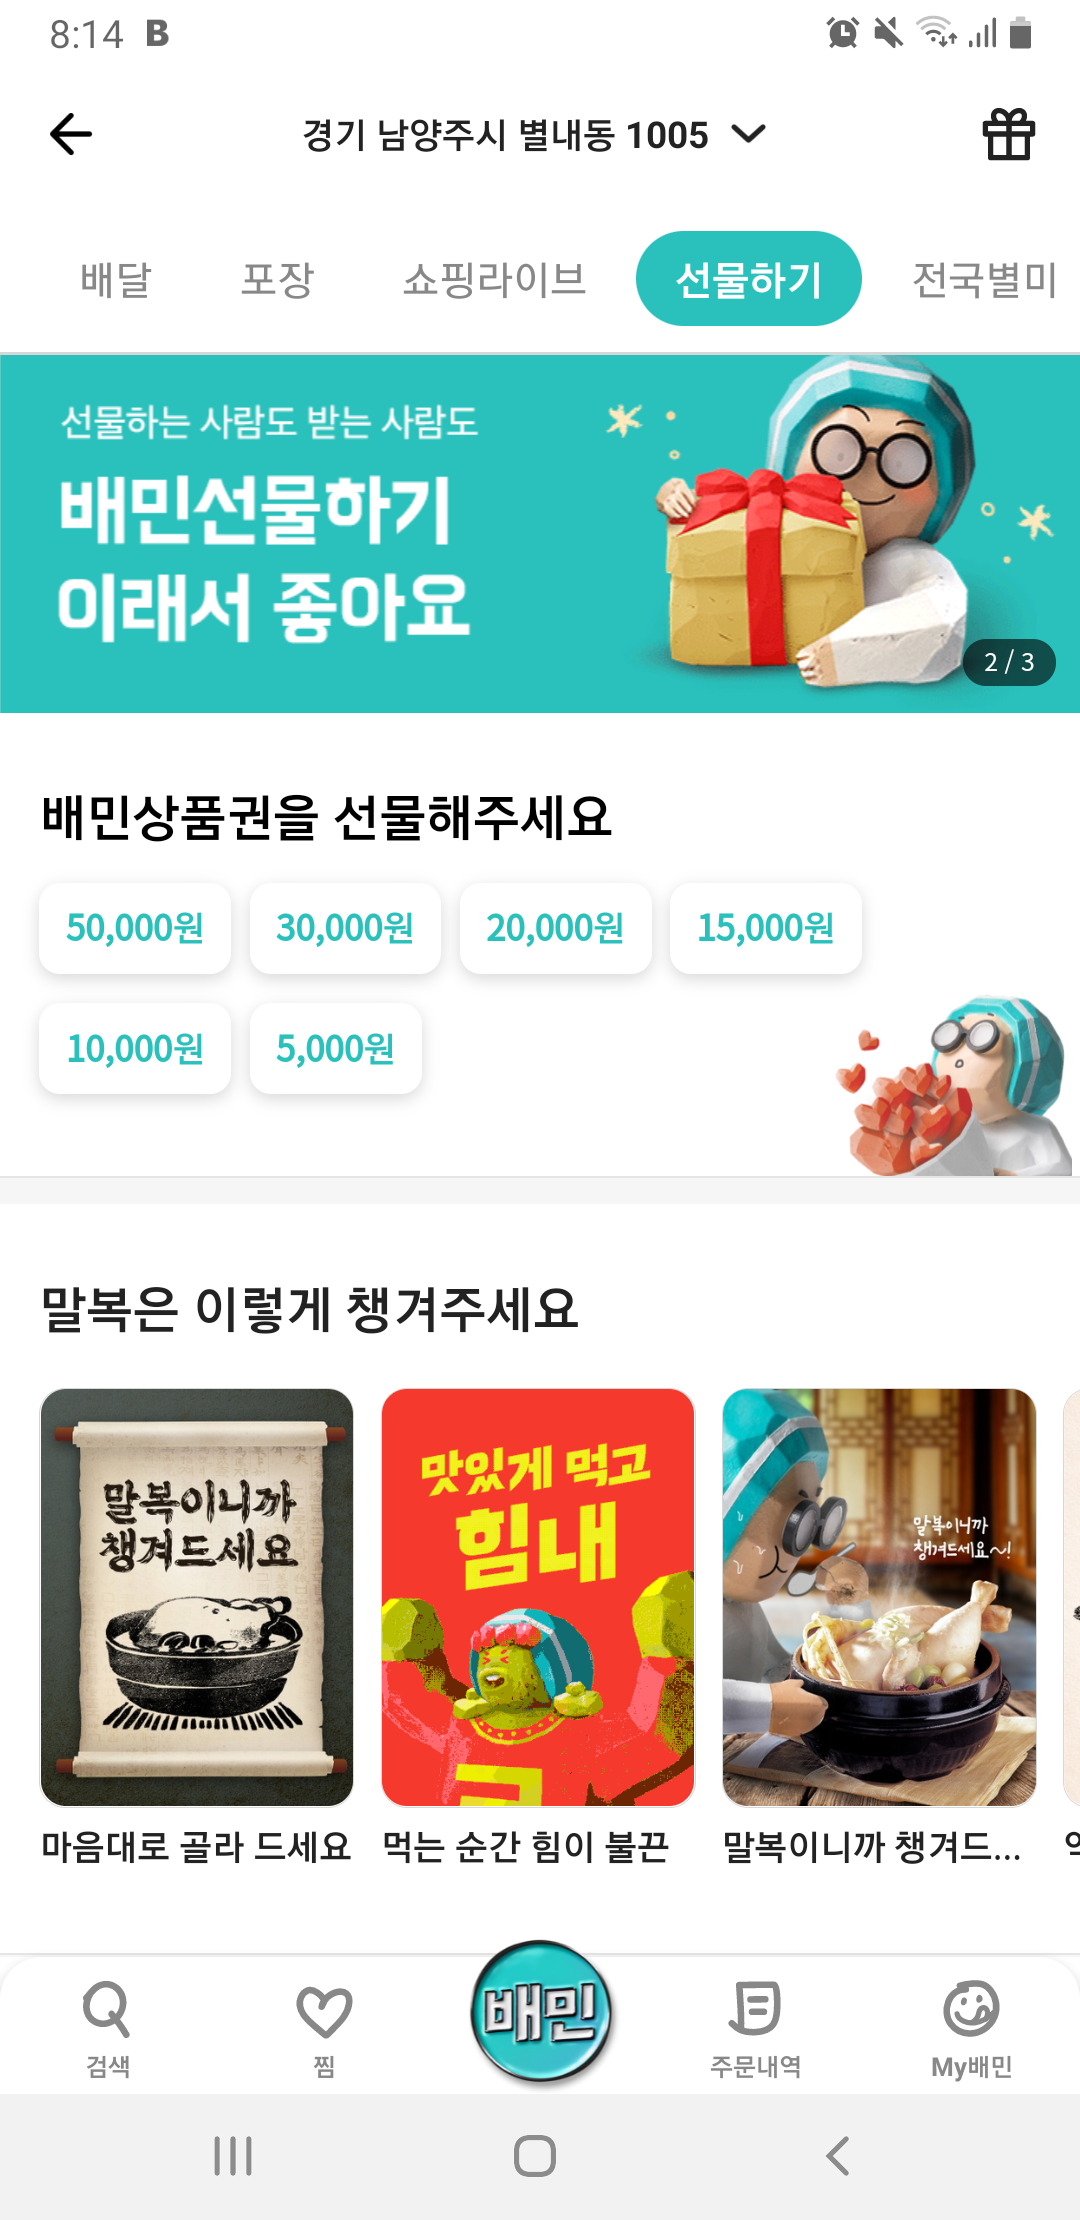 8:14 B
경기 남양주시 별내동 1005
배달 포장 쇼핑라이브 선물하기 전국별미
선물하는 사람도 받는 사람도
배민선물하기
이래서 좋아요
2 / 3
배민상품권을 선물해주세요
50,000원 30,000원 20,000원 15,000원
10,000원 5,000원
말복은 이렇게 챙겨주세요
말복이니까
챙겨드세요
맛있게 먹고
힘내
말복이니까
챙겨드세요~!
마음대로 골라 드세요 먹는 순간 힘이 불끈 말복이니까 챙겨드...
배민
검색 찜 주문내역 My배민